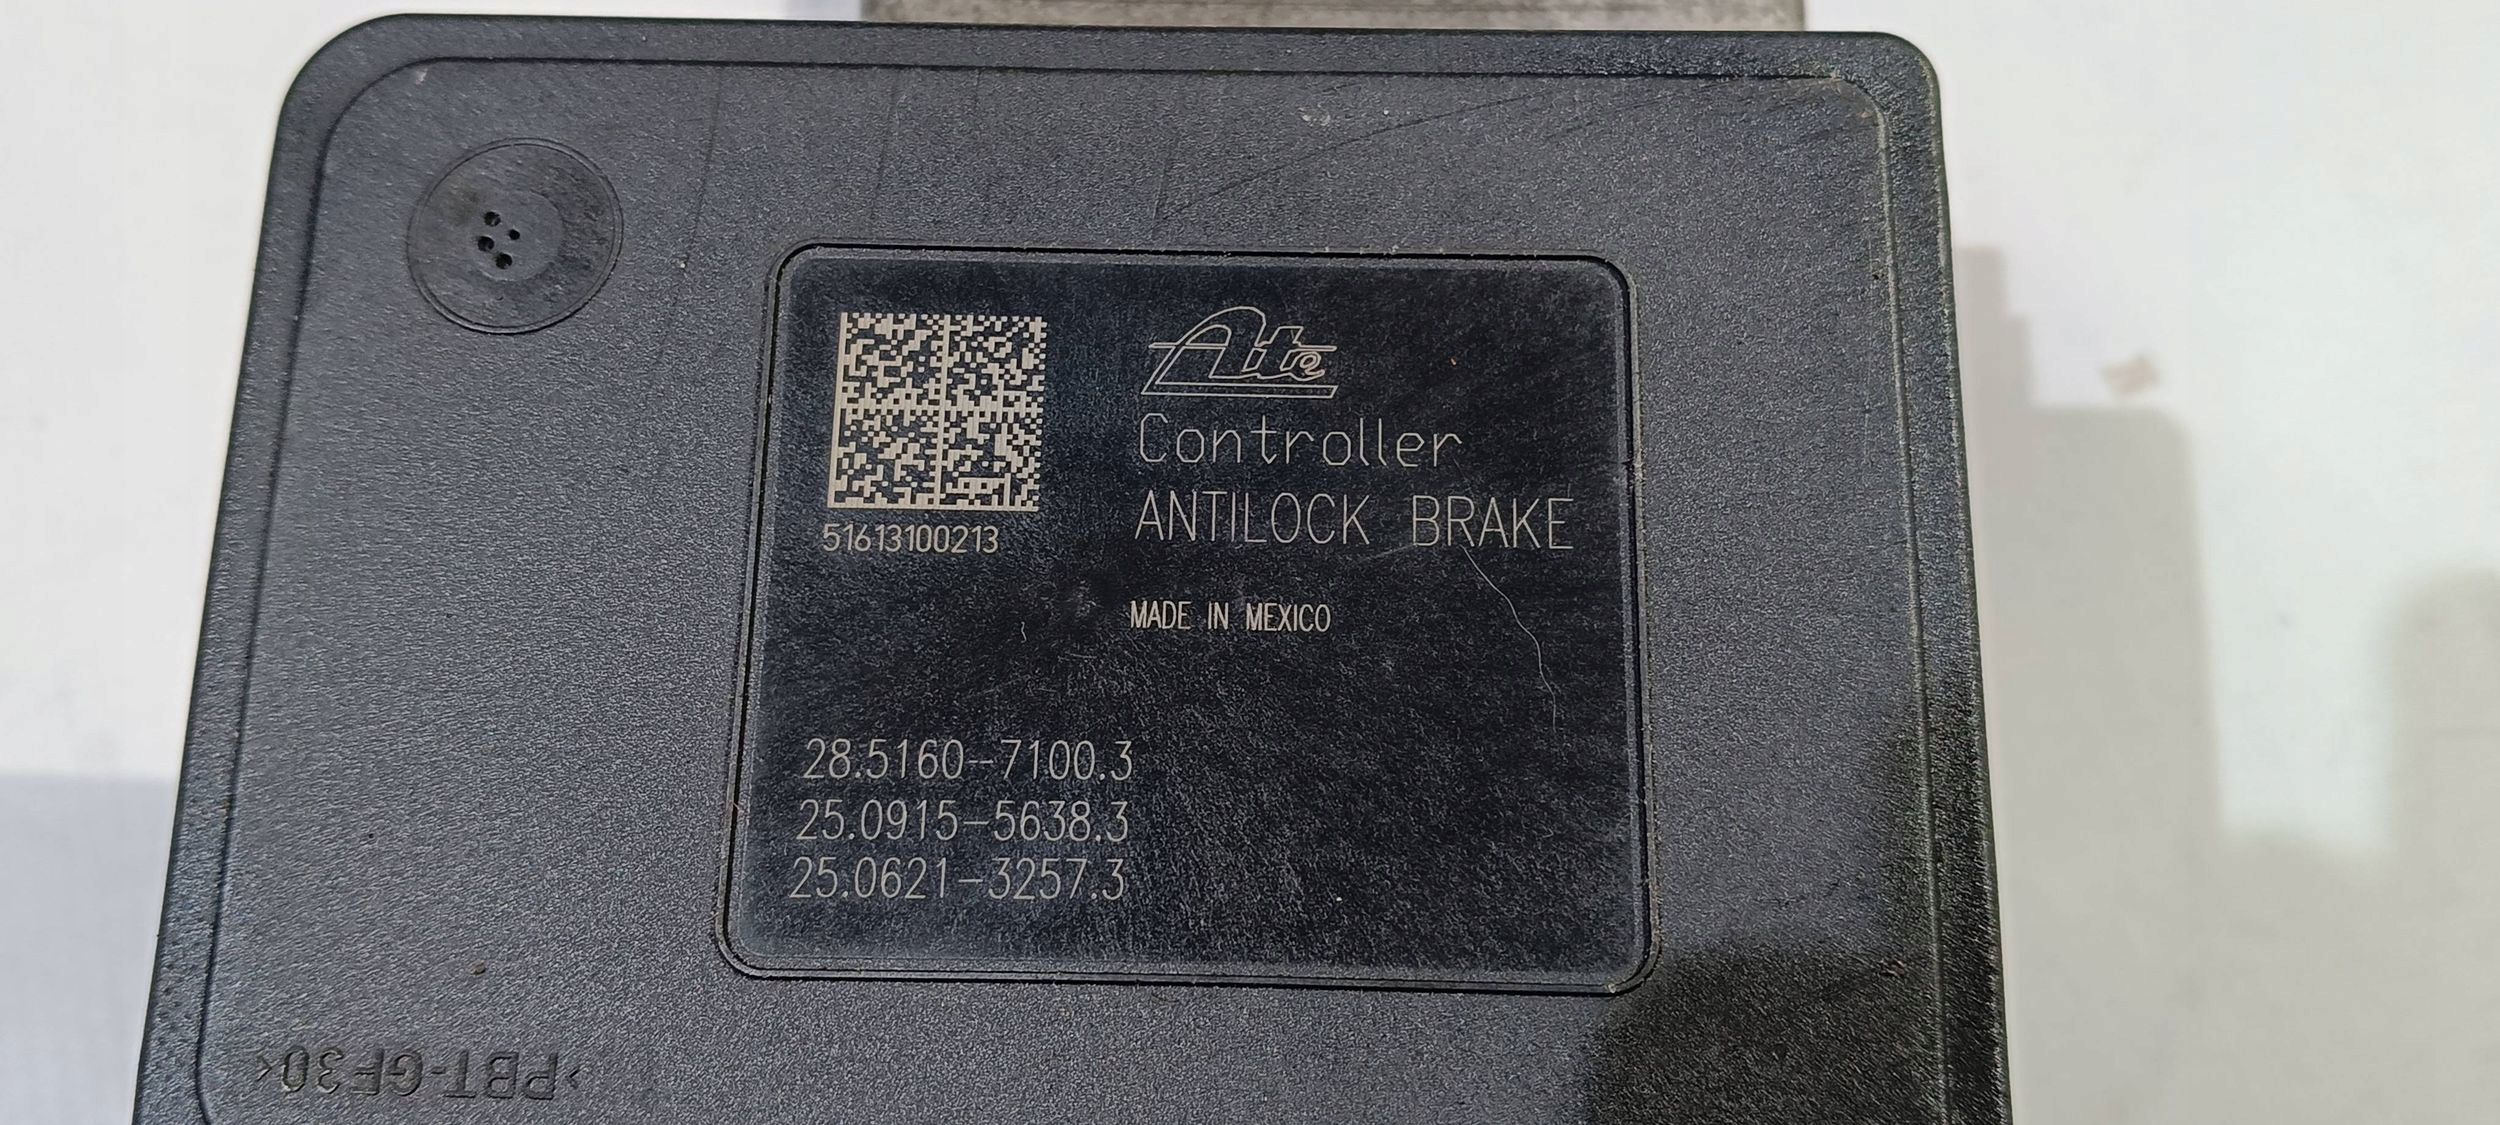 Ate
Controller
ANTILOCK BRAKE
51613100213
MADE IN MEXICO
28.5160-7100.3
25.0915-5638.3
25.0621-3257.3
>PBT-GF30<